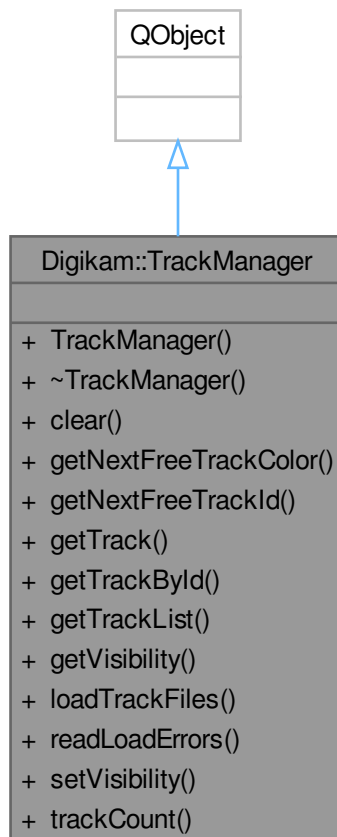 QObject
Digikam::TrackManager
+ TrackManager()
+ ~TrackManager()
+ clear()
+ getNextFreeTrackColor()
+ getNextFreeTrackId()
+ getTrack()
+ getTrackById()
+ getTrackList()
+ getVisibility()
+ loadTrackFiles()
+ readLoadErrors()
+ setVisibility()
+ trackCount()